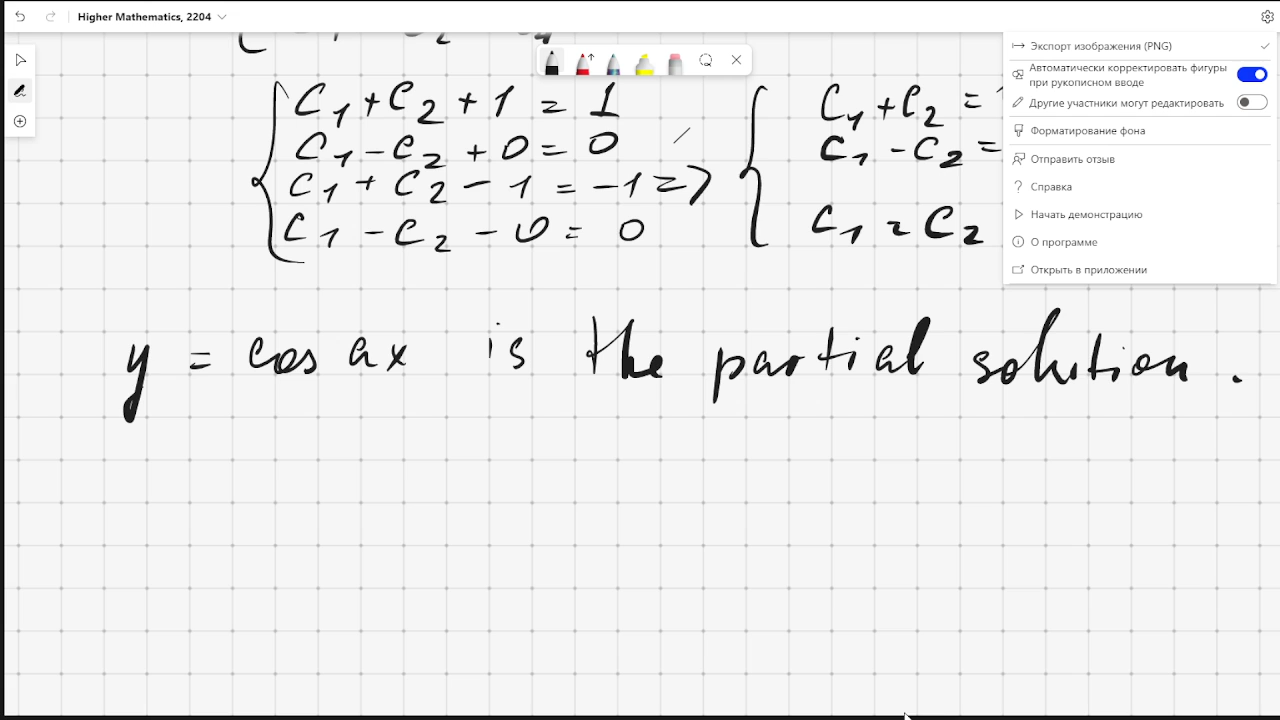 Higher Mathematics, 2204
C1 + C2 + 1 = 1
C1 - C2 + 0 = 0
C1 + C2 - 1 = -1 =>
C1 - C2 - 0 = 0
C1 + C2 =
C1 - C2 =
C1 = C2
y = cos ax is the partial solution.
Экспорт изображения (PNG)
Автоматически корректировать фигуры
при рукописном вводе
Другие участники могут редактировать
Форматирование фона
Отправить отзыв
Справка
Начать демонстрацию
О программе
Открыть в приложении